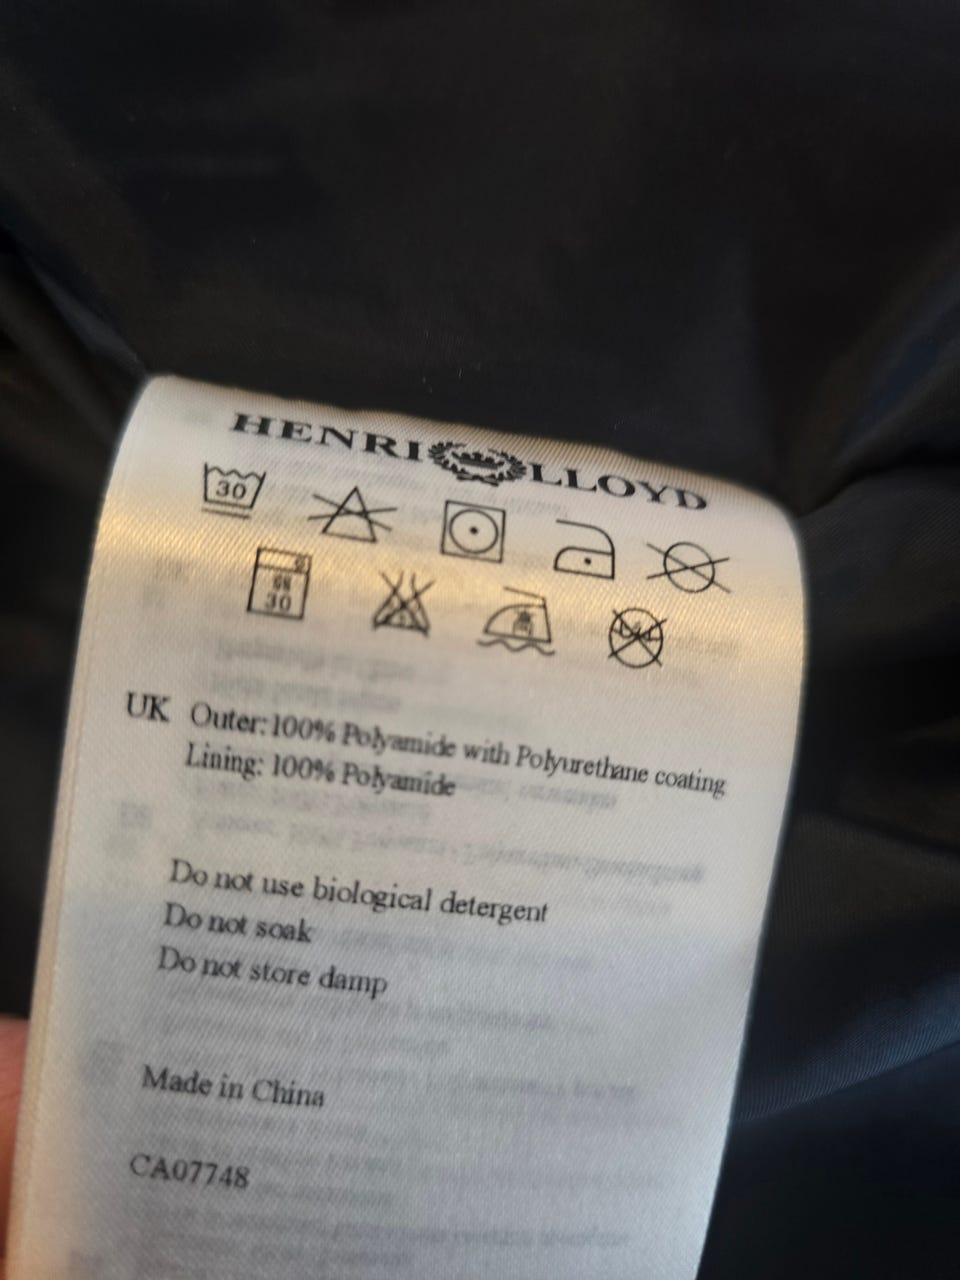 HENRI LLOYD
30
30
UK Outer: 100% Polyamide with Polyurethane coating
Lining: 100% Polyamide
Do not use biological detergent
Do not soak
Do not store damp
Made in China
CA07748